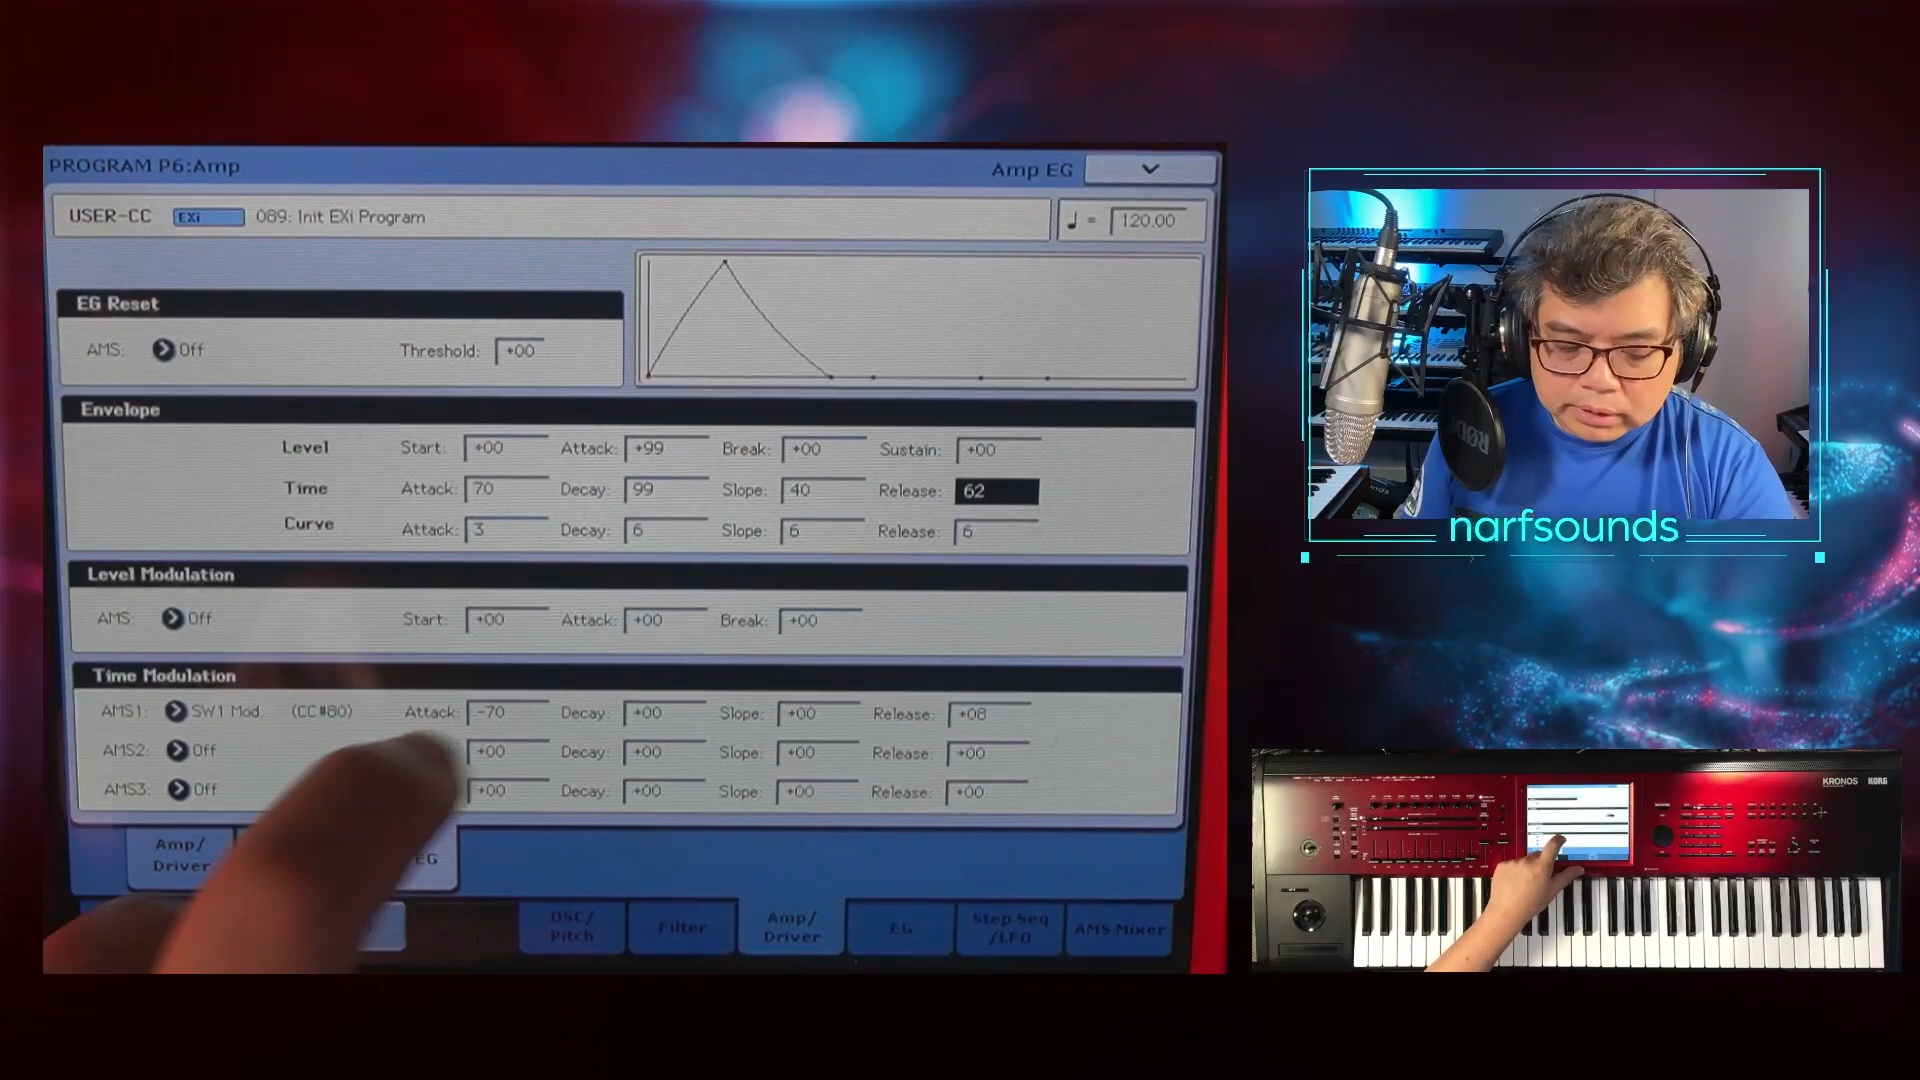 PROGRAM P6:Amp
Amp EG
USER-CC EXi 089: Init EXi Program
♩ = 120.00
EG Reset
AMS: Off Threshold: +00
Envelope
Level Start: +00 Attack: +99 Break: +00 Sustain: +00
Time Attack: 70 Decay: 99 Slope: 40 Release: 62
Curve Attack: 3 Decay: 6 Slope: 6 Release: 6
Level Modulation
AMS: Off Start: +00 Attack: +00 Break: +00
Time Modulation
AMS1: SW1 Mod. (CC#80) Attack: -70 Decay: +00 Slope: +00 Release: +08
AMS2: Off +00 Decay: +00 Slope: +00 Release: +00
AMS3: Off +00 Decay: +00 Slope: +00 Release: +00
Amp/
Driver
EG
OSC/
Pitch
Filter
Amp/
Driver
EG
Step Seq
/LFO
AMS Mixer
RØDE
narfsounds
KRONOS KORG